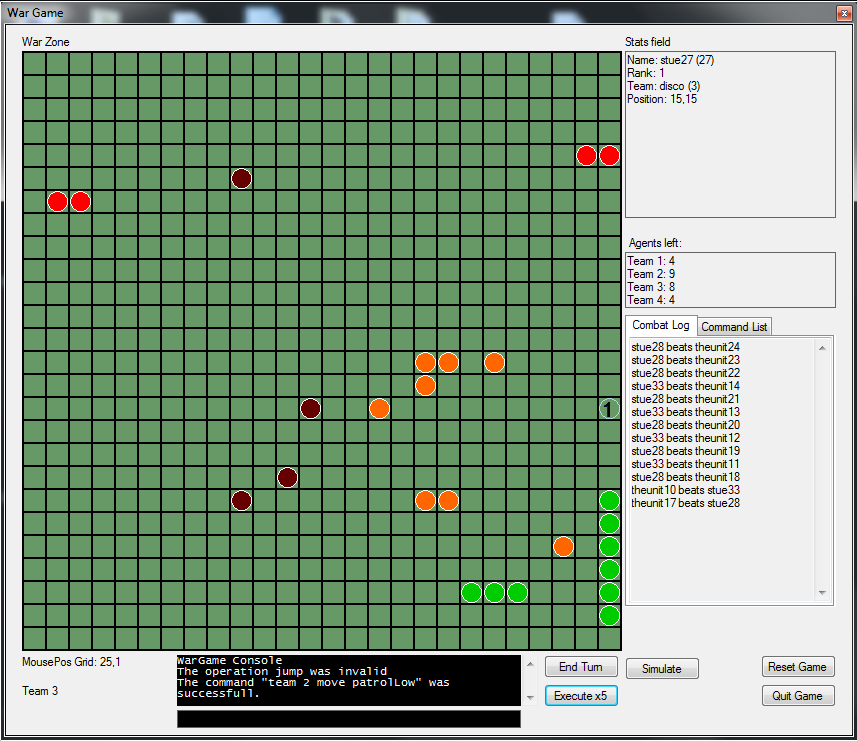 War Game
War Zone
Stats field
Name: stue27 (27)
Rank: 1
Team: disco (3)
Position: 15,15
Agents left:
Team 1: 4
Team 2: 9
Team 3: 8
Team 4: 4
Combat Log
Command List
stue28 beats theunit24
stue28 beats theunit23
stue28 beats theunit22
stue33 beats theunit14
stue28 beats theunit21
stue33 beats theunit13
stue28 beats theunit20
stue33 beats theunit12
stue28 beats theunit19
stue33 beats theunit11
stue28 beats theunit18
theunit10 beats stue33
theunit17 beats stue28
1
MousePos Grid: 25,1
Team 3
WarGame Console
The operation jump was invalid
The command "team 2 move patrolLow" was
successfull.
End Turn
Simulate
Reset Game
Execute x5
Quit Game